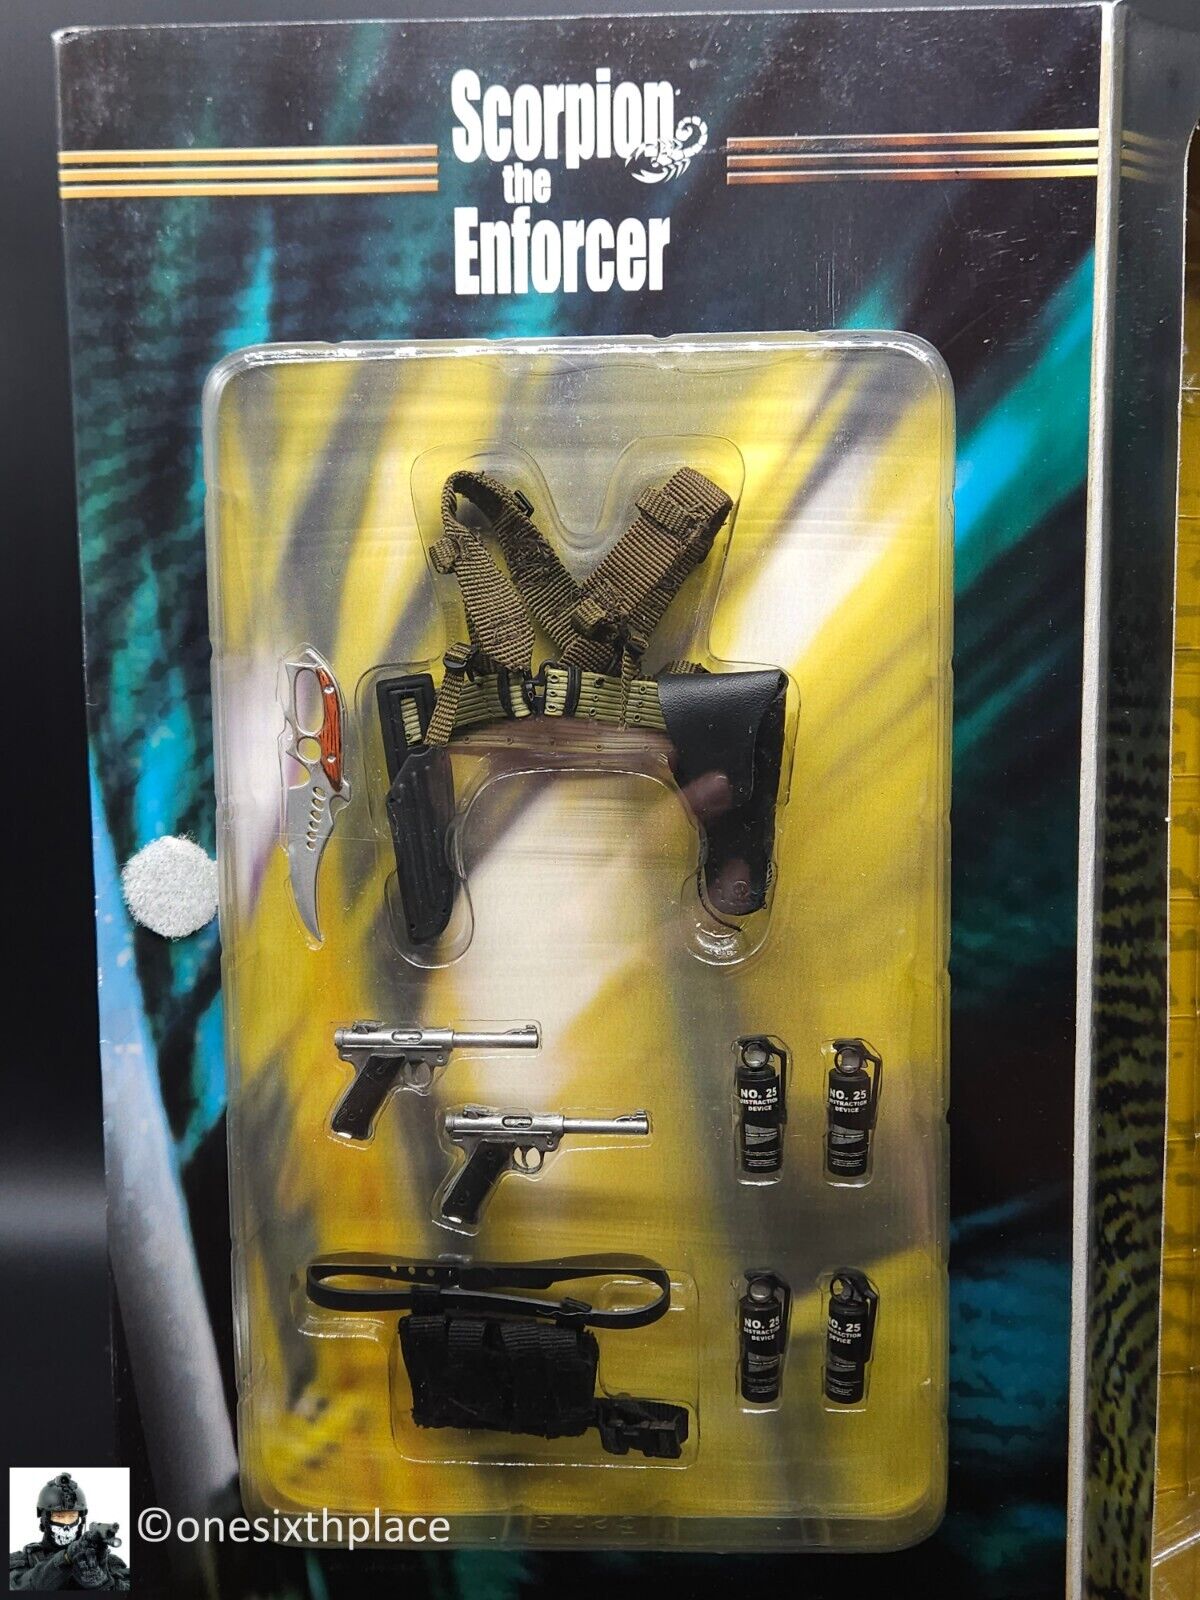 Scorpion
the
Enforcer
NO. 25
DISTRACTION
DEVICE
NO. 25
DISTRACTION
DEVICE
NO. 25
DISTRACTION
DEVICE
NO. 25
DISTRACTION
DEVICE
©onesixthplace